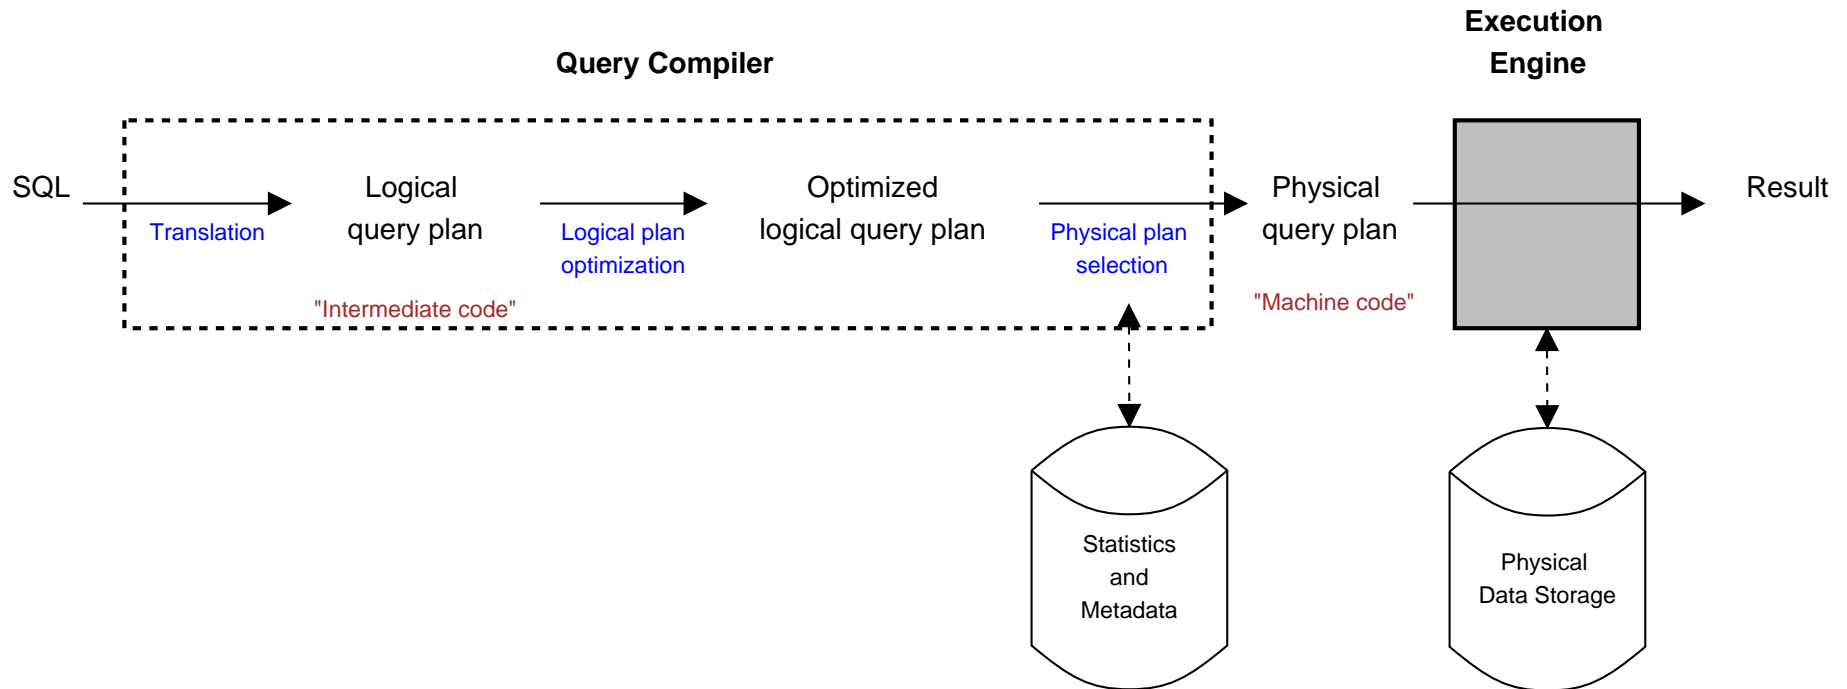 Query Compiler
Execution
Engine
SQL
Translation
Logical
query plan
"Intermediate code"
Logical plan
optimization
Optimized
logical query plan
Physical plan
selection
Physical
query plan
"Machine code"
Result
Statistics
and
Metadata
Physical
Data Storage